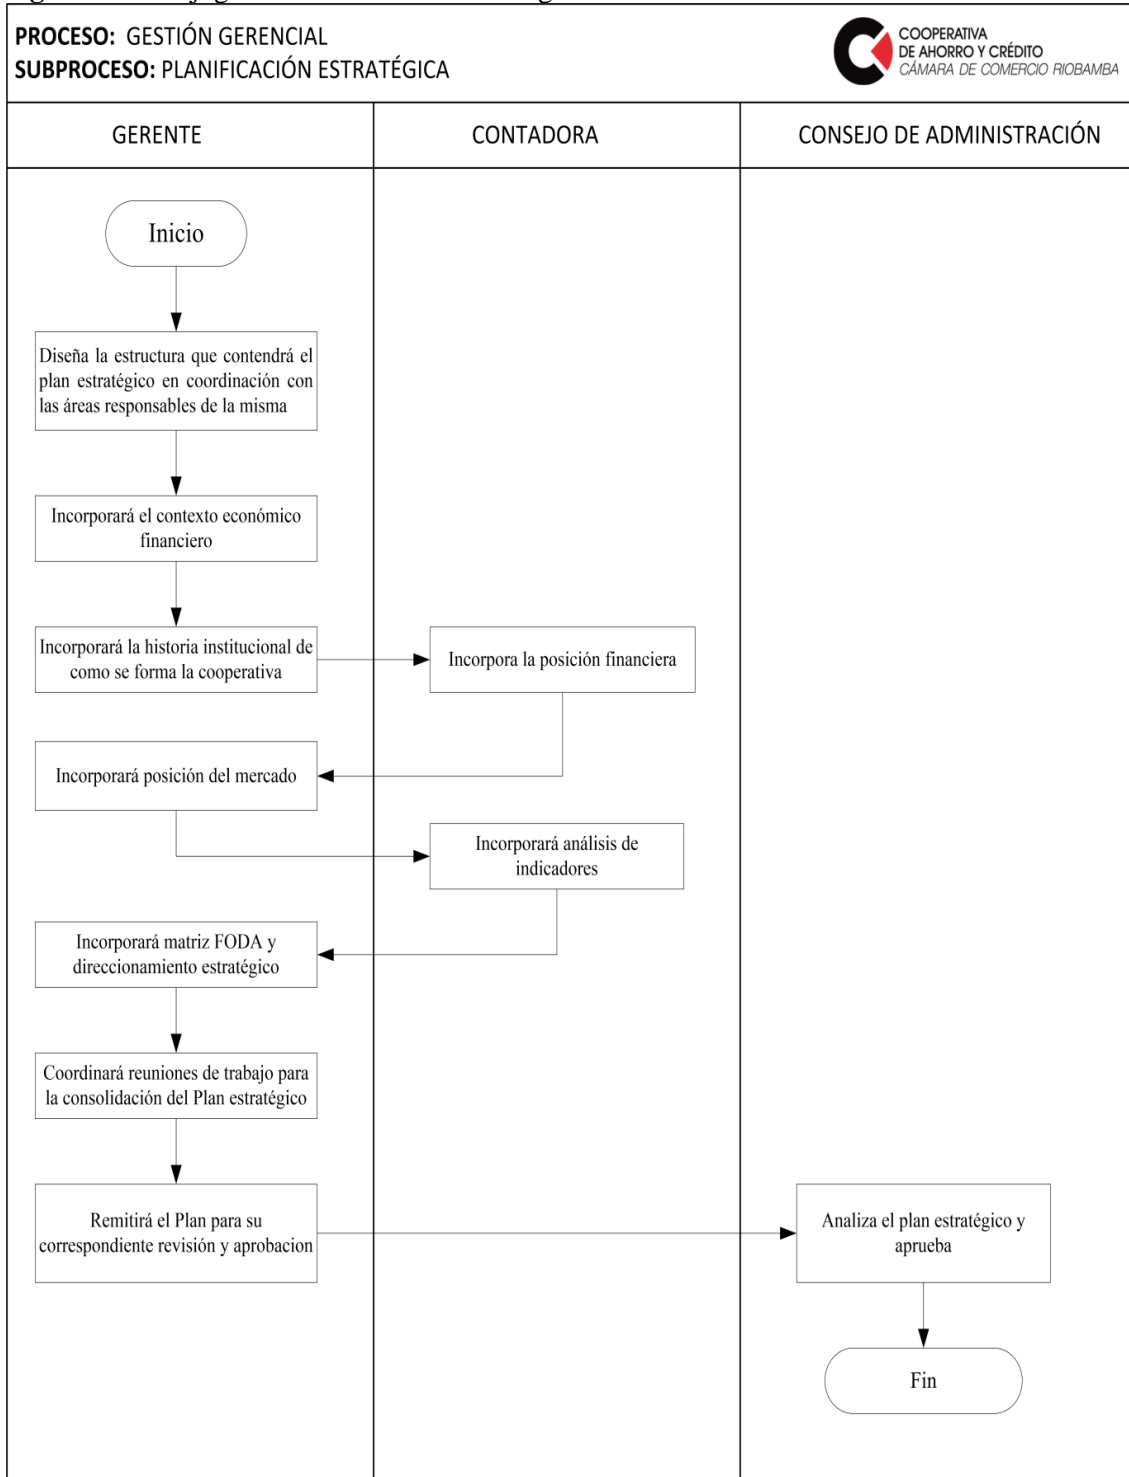 PROCESO: GESTIÓN GERENCIAL
SUBPROCESO: PLANIFICACIÓN ESTRATÉGICA
COOPERATIVA
DE AHORRO Y CRÉDITO
CÁMARA DE COMERCIO RIOBAMBA
GERENTE
CONTADORA
CONSEJO DE ADMINISTRACIÓN
Inicio
Diseña la estructura que contendrá el
plan estratégico en coordinación con
las áreas responsables de la misma
Incorporará el contexto económico
financiero
Incorporará la historia institucional de
como se forma la cooperativa
Incorpora la posición financiera
Incorporará posición del mercado
Incorporará análisis de
indicadores
Incorporará matriz FODA y
direccionamiento estratégico
Coordinará reuniones de trabajo para
la consolidación del Plan estratégico
Remitirá el Plan para su
correspondiente revisión y aprobacion
Analiza el plan estratégico y
aprueba
Fin